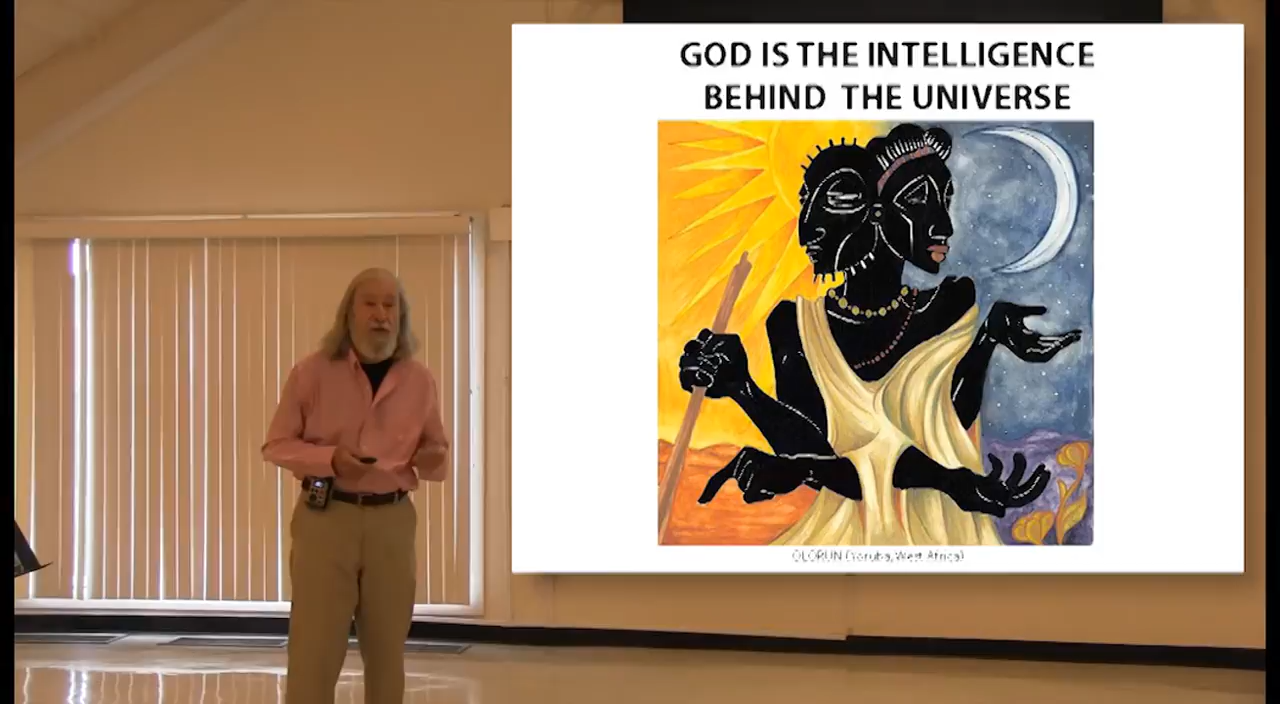 GOD IS THE INTELLIGENCE
BEHIND THE UNIVERSE
OLORUN (Yoruba, West Africa)